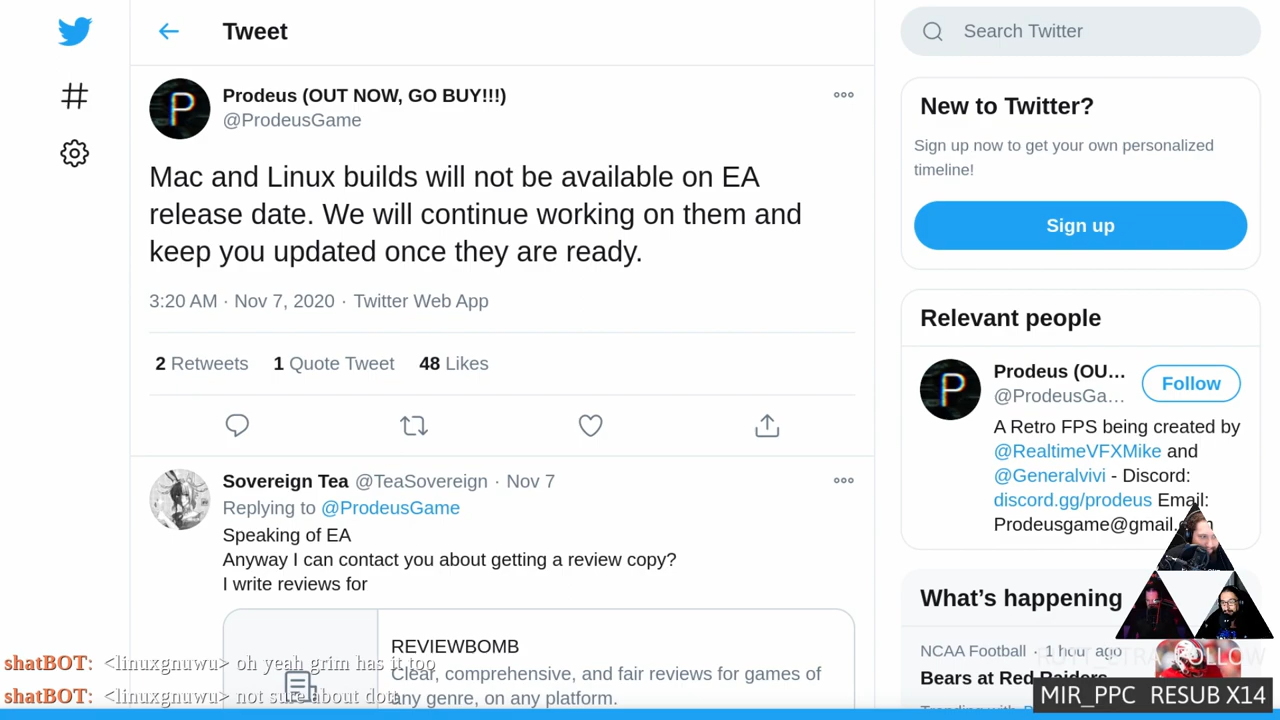 Tweet
Prodeus (OUT NOW, GO BUY!!!)
@ProdeusGame
Mac and Linux builds will not be available on EA
release date. We will continue working on them and
keep you updated once they are ready.
3:20 AM · Nov 7, 2020 · Twitter Web App
2 Retweets 1 Quote Tweet 48 Likes
Sovereign Tea @TeaSovereign · Nov 7
Replying to @ProdeusGame
Speaking of EA
Anyway I can contact you about getting a review copy?
I write reviews for
REVIEWBOMB
Clear, comprehensive, and fair reviews for games of
any genre, on any platform.
shatBOT: <linuxgnuwu> oh yeah grim has it too
shatBOT: <linuxgnuwu> not sure about dota
Search Twitter
New to Twitter?
Sign up now to get your own personalized
timeline!
Sign up
Relevant people
Prodeus (OU...
@ProdeusGa...
Follow
A Retro FPS being created by
@RealtimeVFXMike and
@Generalvivi - Discord:
discord.gg/prodeus Email:
Prodeusgame@gmail.
What's happening
NCAA Football · 1 hour ago
Bears at Red Raiders
FOLLOW
MIR_PPC RESUB X14